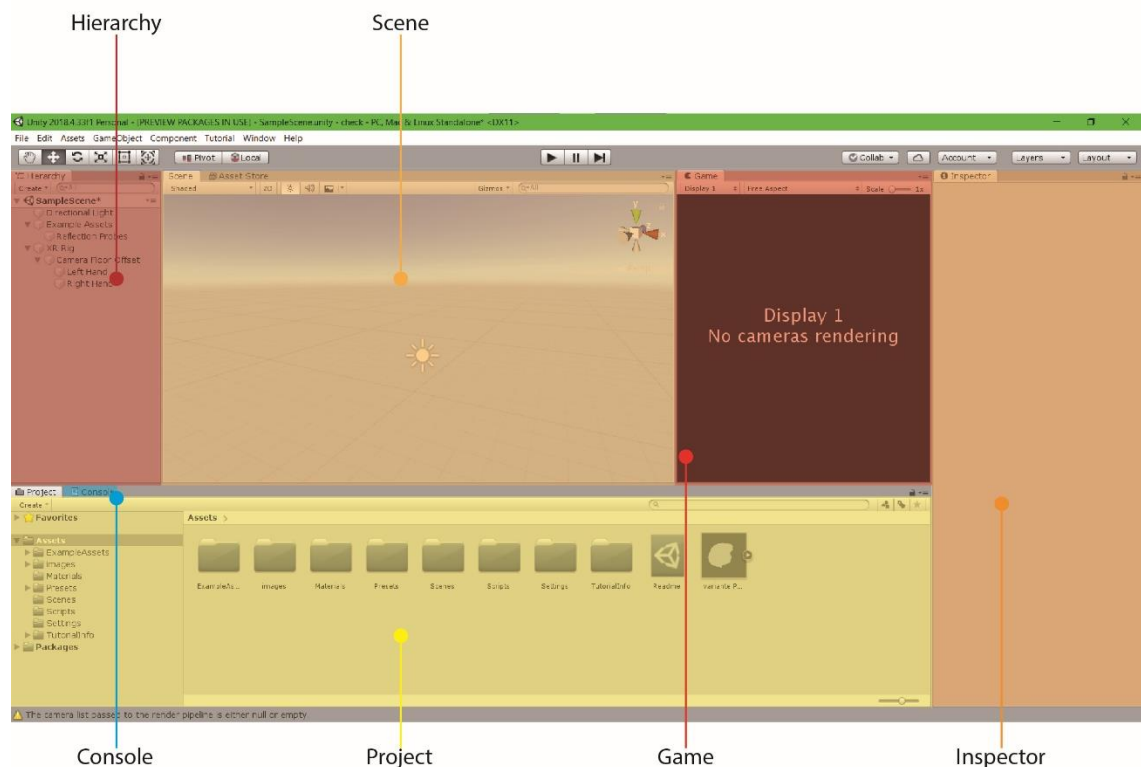 Hierarchy
Scene
Unity 2018.4.33f1 Personal - [PREVIEW PACKAGES IN USE] - SampleScene.unity - check - PC, Mac & Linux Standalone* <DX11>
File Edit Assets GameObject Component Tutorial Window Help
Pivot Local Collab Account Layers Layout
Hierarchy Scene Asset Store Game Inspector
Create All Shaded 2D Gizmos All Display 1 Free Aspect Scale 1x
SampleScene*
Directional Light
Example Assets
Reflection Probes
XR Rig
Camera Floor Offset
Left Hand
Right Hand
Display 1
No cameras rendering
Project Console
Create
Favorites
Assets
Assets
ExampleAssets
Images
Materials
Presets
Scenes
Scripts
Settings
TutorialInfo
Packages
ExampleAs... images Materials Presets Scenes Scripts Settings TutorialInfo Readme variante P...
The camera list passed to the render pipeline is either null or empty
Console
Project
Game
Inspector